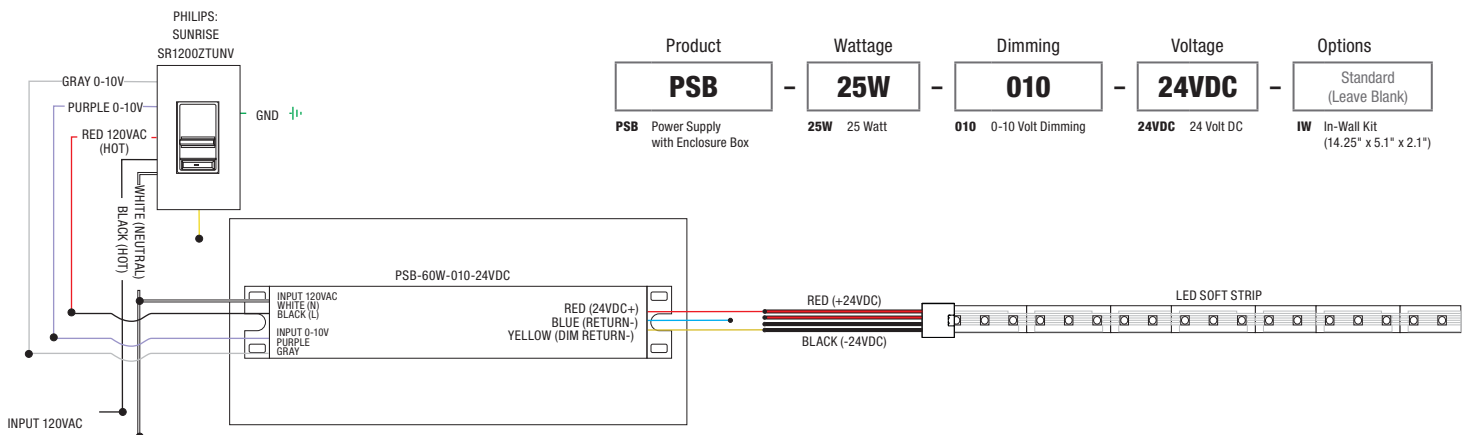 PHILIPS:
SUNRISE
SR1200ZTUNV
GRAY 0-10V
PURPLE 0-10V
RED 120VAC
(HOT)
GND
WHITE (NEUTRAL)
BLACK (HOT)
INPUT 120VAC
Product
Wattage
Dimming
Voltage
Options
PSB
–
25W
–
010
–
24VDC
–
Standard
(Leave Blank)
PSB Power Supply
with Enclosure Box
25W 25 Watt
010 0-10 Volt Dimming
24VDC 24 Volt DC
IW In-Wall Kit
(14.25" x 5.1" x 2.1")
PSB-60W-010-24VDC
INPUT 120VAC
WHITE (N)
BLACK (L)
INPUT 0-10V
PURPLE
GRAY
RED (24VDC+)
BLUE (RETURN-)
YELLOW (DIM RETURN-)
RED (+24VDC)
BLACK (-24VDC)
LED SOFT STRIP